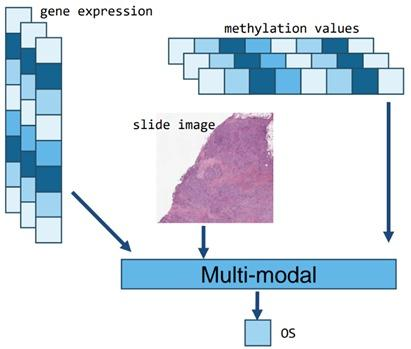 gene expression
methylation values
slide image
Multi-modal
OS